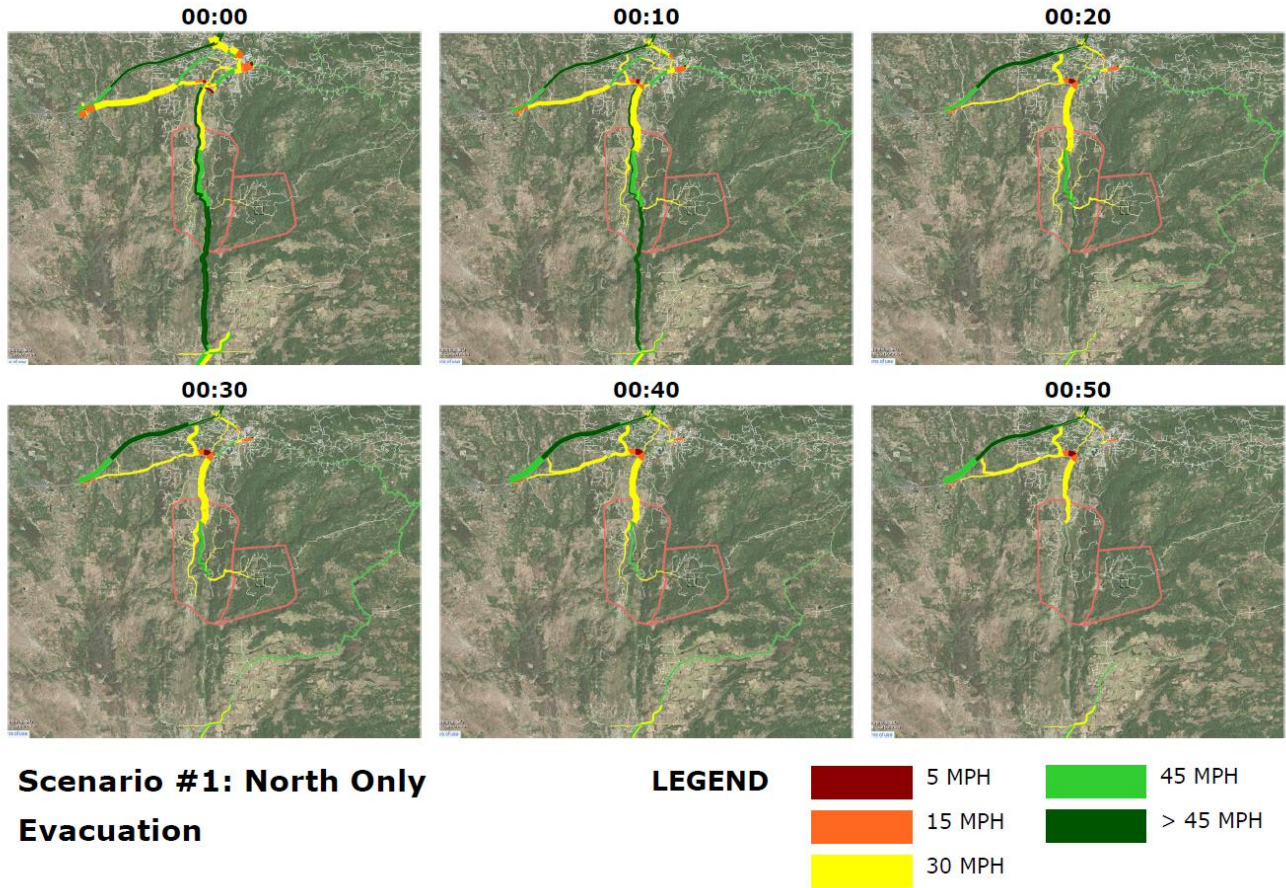 00:00
00:10
00:20
00:30
00:40
00:50
Scenario #1: North Only
Evacuation
LEGEND
5 MPH
15 MPH
30 MPH
45 MPH
> 45 MPH